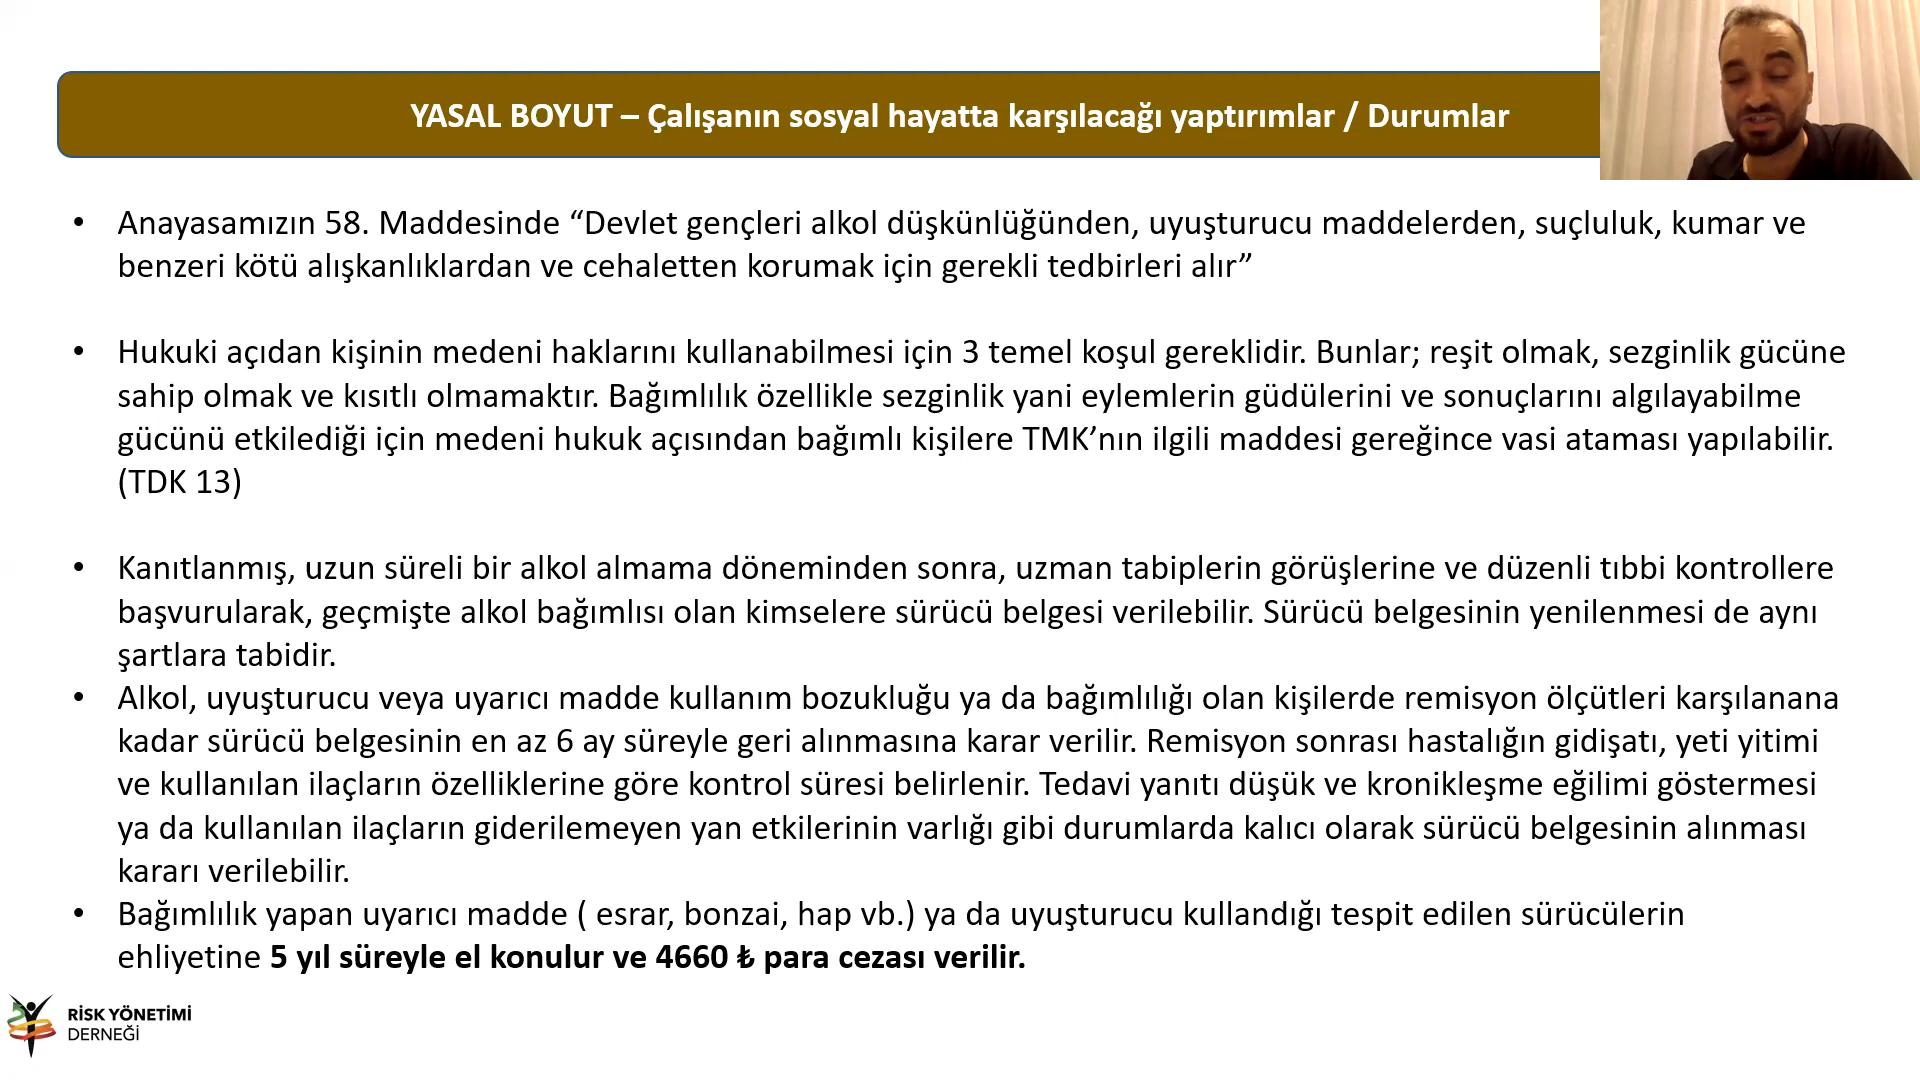 YASAL BOYUT – Çalışanın sosyal hayatta karşılacağı yaptırımlar / Durumlar
• Anayasamızın 58. Maddesinde “Devlet gençleri alkol düşkünlüğünden, uyuşturucu maddelerden, suçluluk, kumar ve
benzeri kötü alışkanlıklardan ve cehaletten korumak için gerekli tedbirleri alır”
• Hukuki açıdan kişinin medeni haklarını kullanabilmesi için 3 temel koşul gereklidir. Bunlar; reşit olmak, sezginlik gücüne
sahip olmak ve kısıtlı olmamaktır. Bağımlılık özellikle sezginlik yani eylemlerin güdülerini ve sonuçlarını algılayabilme
gücünü etkilediği için medeni hukuk açısından bağımlı kişilere TMK’nın ilgili maddesi gereğince vasi ataması yapılabilir.
(TDK 13)
• Kanıtlanmış, uzun süreli bir alkol almama döneminden sonra, uzman tabiplerin görüşlerine ve düzenli tıbbi kontrollere
başvurularak, geçmişte alkol bağımlısı olan kimselere sürücü belgesi verilebilir. Sürücü belgesinin yenilenmesi de aynı
şartlara tabidir.
• Alkol, uyuşturucu veya uyarıcı madde kullanım bozukluğu ya da bağımlılığı olan kişilerde remisyon ölçütleri karşılanana
kadar sürücü belgesinin en az 6 ay süreyle geri alınmasına karar verilir. Remisyon sonrası hastalığın gidişatı, yeti yitimi
ve kullanılan ilaçların özelliklerine göre kontrol süresi belirlenir. Tedavi yanıtı düşük ve kronikleşme eğilimi göstermesi
ya da kullanılan ilaçların giderilemeyen yan etkilerinin varlığı gibi durumlarda kalıcı olarak sürücü belgesinin alınması
kararı verilebilir.
• Bağımlılık yapan uyarıcı madde ( esrar, bonzai, hap vb.) ya da uyuşturucu kullandığı tespit edilen sürücülerin
ehliyetine 5 yıl süreyle el konulur ve 4660 ₺ para cezası verilir.
RİSK YÖNETİMİ
DERNEĞİ